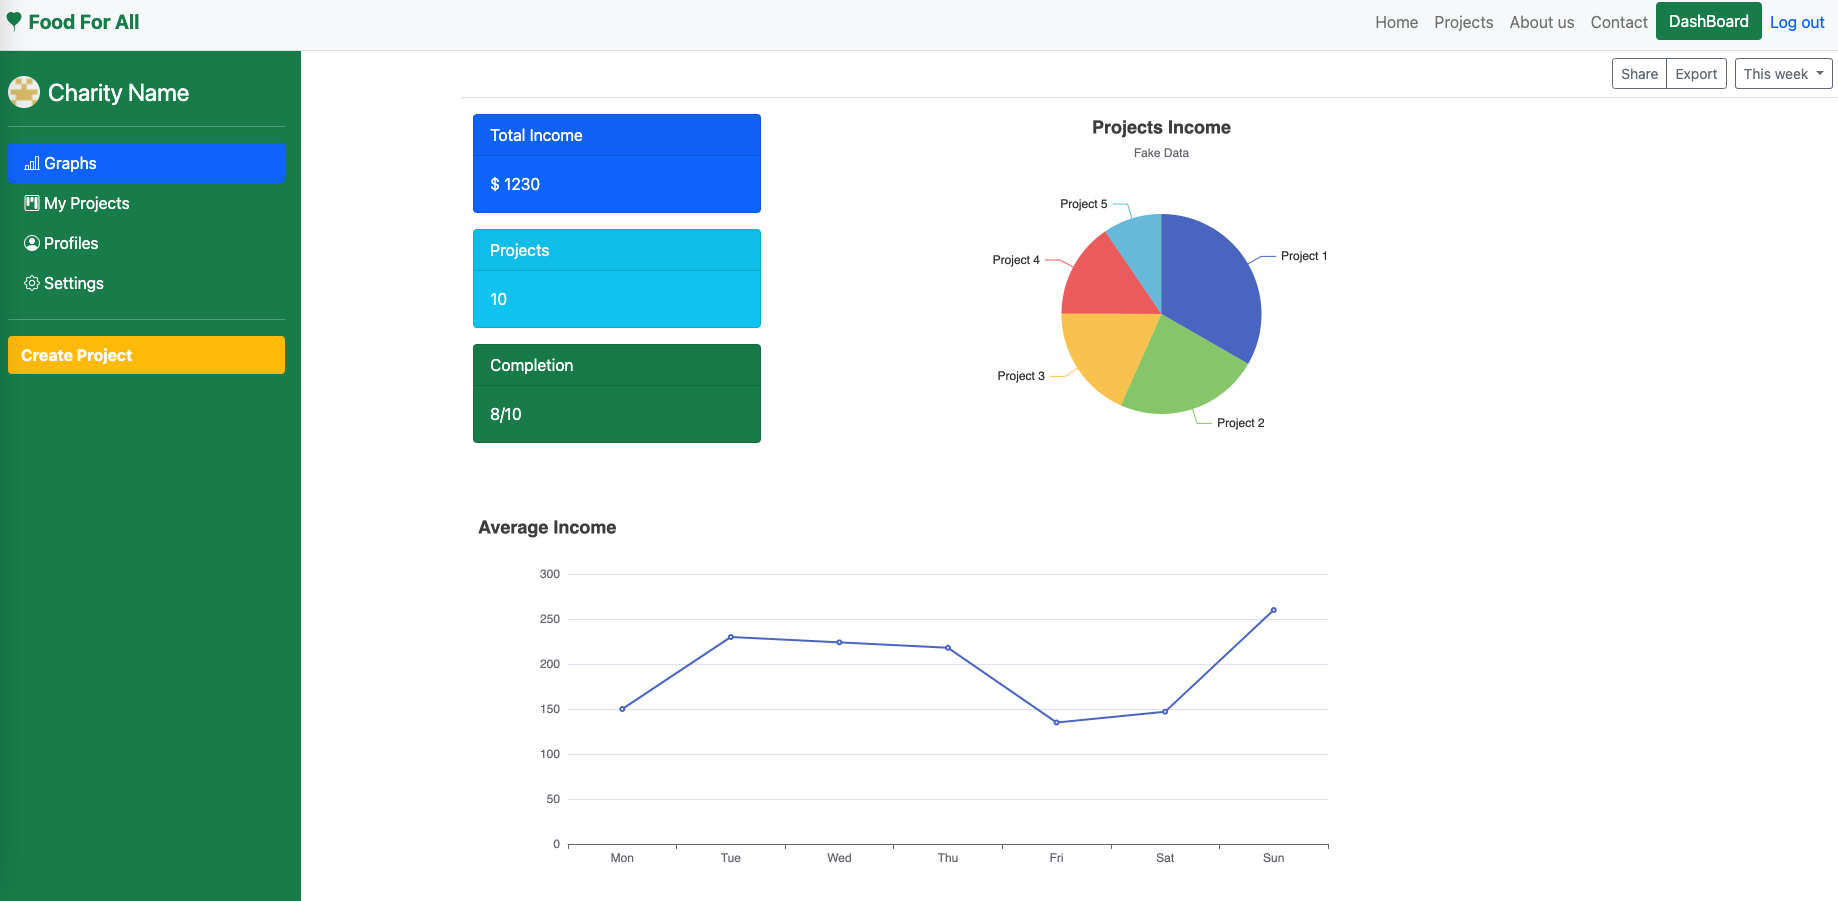 Food For All
Home Projects About us Contact DashBoard Log out
Charity Name
Graphs
My Projects
Profiles
Settings
Create Project
Share Export This week
Total Income
$ 1230
Projects
10
Completion
8/10
Projects Income
Fake Data
Project 5
Project 1
Project 4
Project 3
Project 2
Average Income
300
250
200
150
100
50
0
Mon Tue Wed Thu Fri Sat Sun